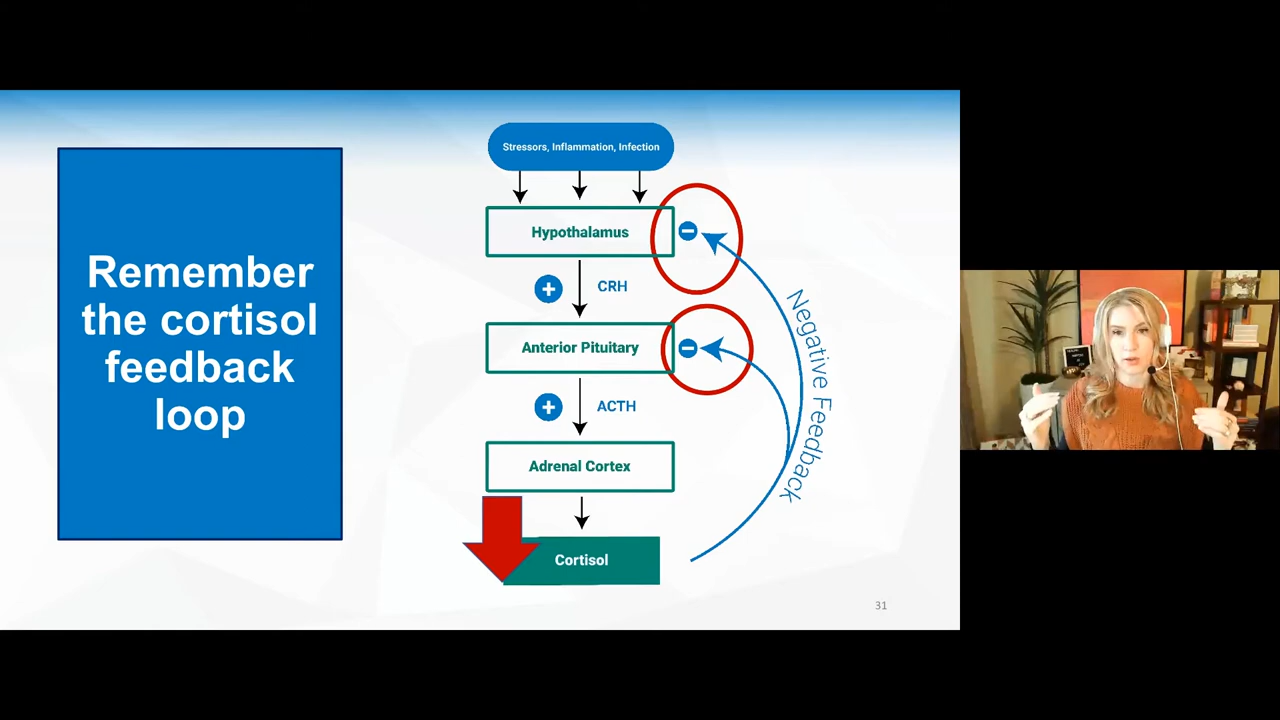 Remember
the cortisol
feedback
loop
Stressors, Inflammation, Infection
Hypothalamus
CRH
Anterior Pituitary
ACTH
Adrenal Cortex
Cortisol
Negative Feedback
31